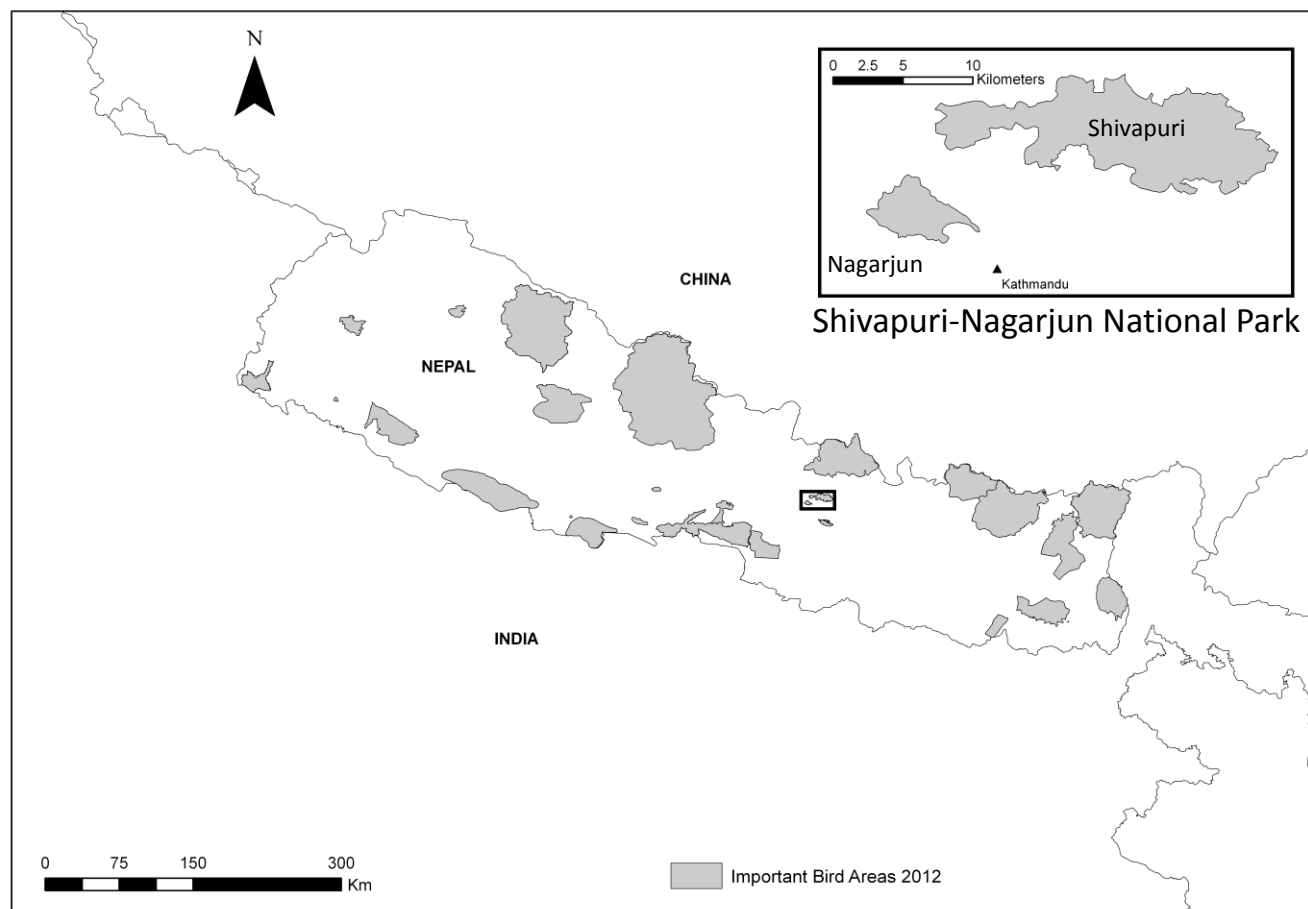 N
0 2.5 5 10
Kilometers
Shivapuri
Nagarjun
Kathmandu
Shivapuri-Nagarjun National Park
CHINA
NEPAL
INDIA
0 75 150 300
Km
Important Bird Areas 2012